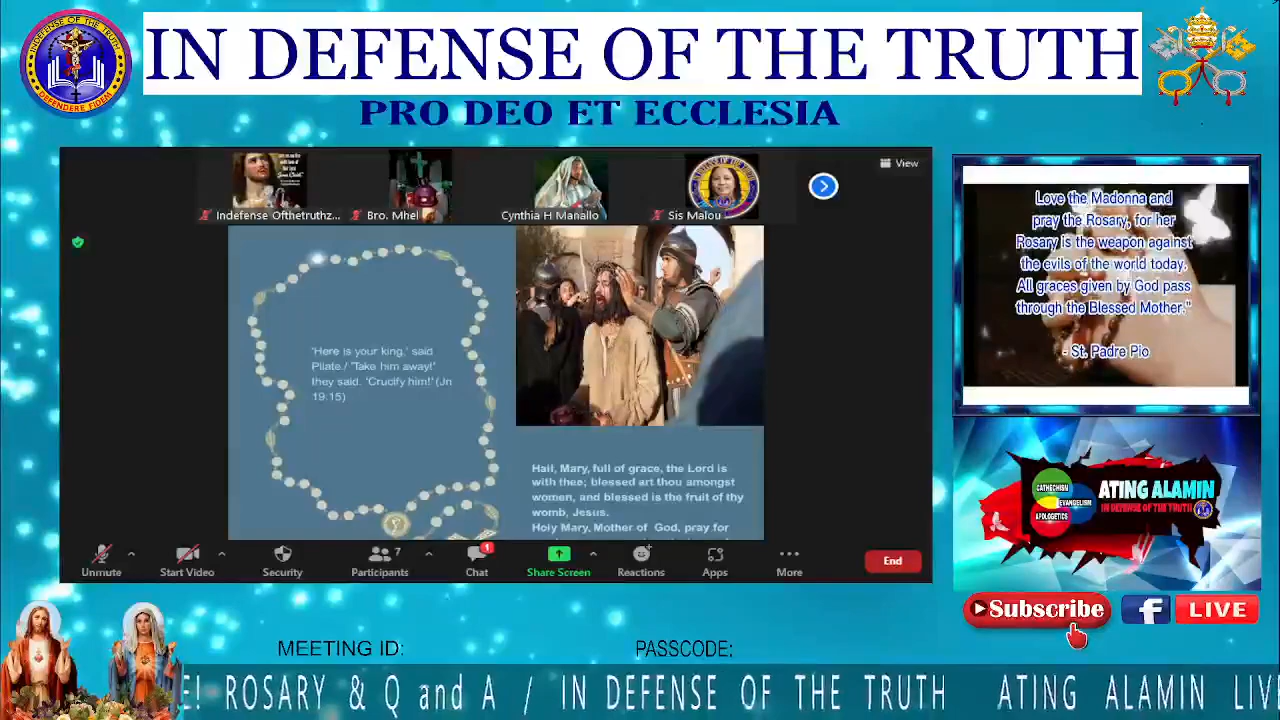 INDEFENSE OF THE TRUTH
DEFENDERE FIDEM
IN DEFENSE OF THE TRUTH
PRO DEO ET ECCLESIA
View
Indefense Ofthetruthz...
Bro. Mhel
Cynthia H Manallo
Sis Malou
'Here is your king,' said
Pilate / 'Take him away!'
they said. 'Crucify him!' (Jn
19:15)
Hail, Mary, full of grace, the Lord is
with thee; blessed art thou amongst
women, and blessed is the fruit of thy
womb, Jesus.
Holy Mary, Mother of God, pray for
Unmute
Start Video
Security
7
Participants
1
Chat
Share Screen
Reactions
Apps
More
End
Love the Madonna and
pray the Rosary, for her
Rosary is the weapon against
the evils of the world today.
All graces given by God pass
through the Blessed Mother."
- St. Padre Pio
CATHECHISM
EVANGELISM
APOLOGETICS
ATING ALAMIN
IN DEFENSE OF THE TRUTH
Subscribe
f
LIVE
MEETING ID:
PASSCODE:
E! ROSARY & Q and A / IN DEFENSE OF THE TRUTH ATING ALAMIN LIVE